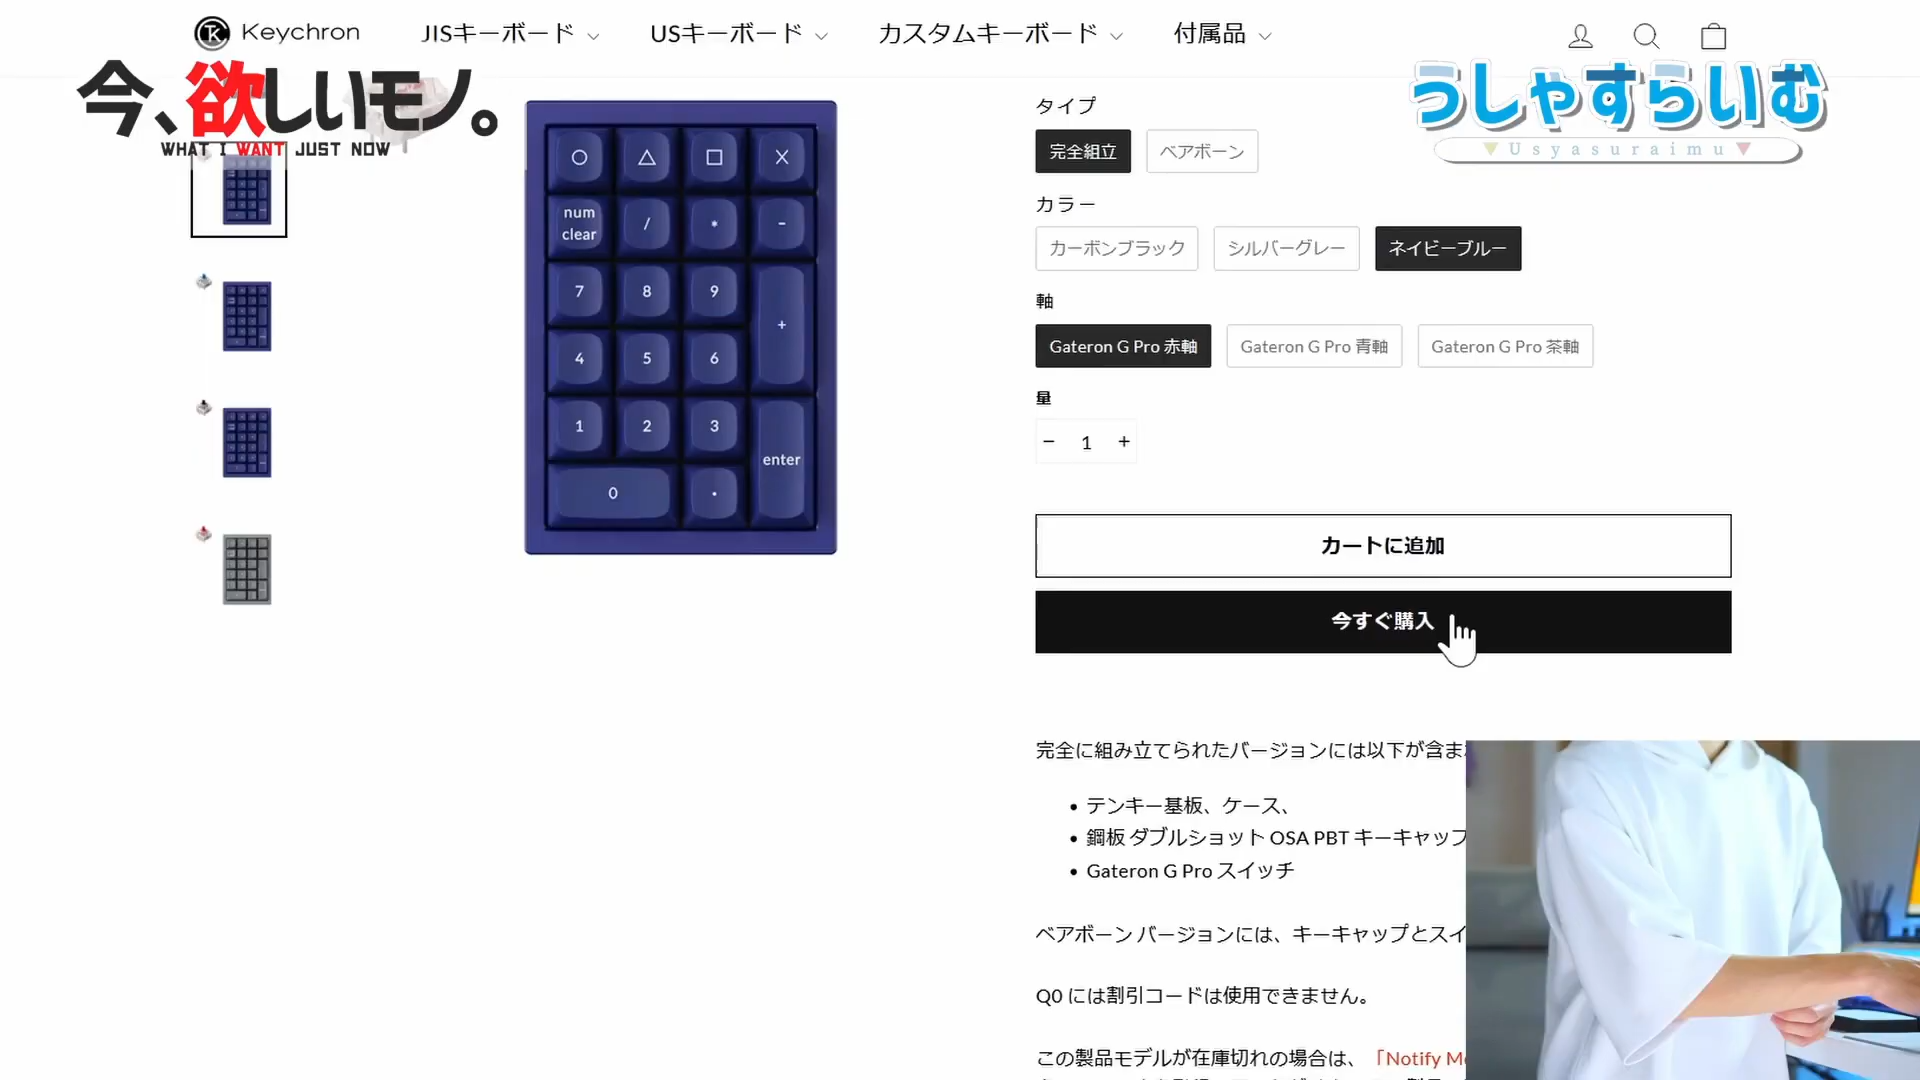 Keychron
JISキーボード
USキーボード
カスタムキーボード
付属品
今、欲しいモノ。
WHAT I WANT JUST NOW
うしゃすらいむ
Usyasuraimu
num
clear
/
*
-
7
8
9
+
4
5
6
1
2
3
enter
0
.
タイプ
完全組立
ベアボーン
カラー
カーボンブラック
シルバーグレー
ネイビーブルー
軸
Gateron G Pro 赤軸
Gateron G Pro 青軸
Gateron G Pro 茶軸
量
− 1 +
カートに追加
今すぐ購入
完全に組み立てられたバージョンには以下が含ま
• テンキー基板、ケース、
• 鋼板 ダブルショット OSA PBT キーキャップ
• Gateron G Pro スイッチ
ベアボーン バージョンには、キーキャップとスイ
Q0 には割引コードは使用できません。
この製品モデルが在庫切れの場合は、「Notify M